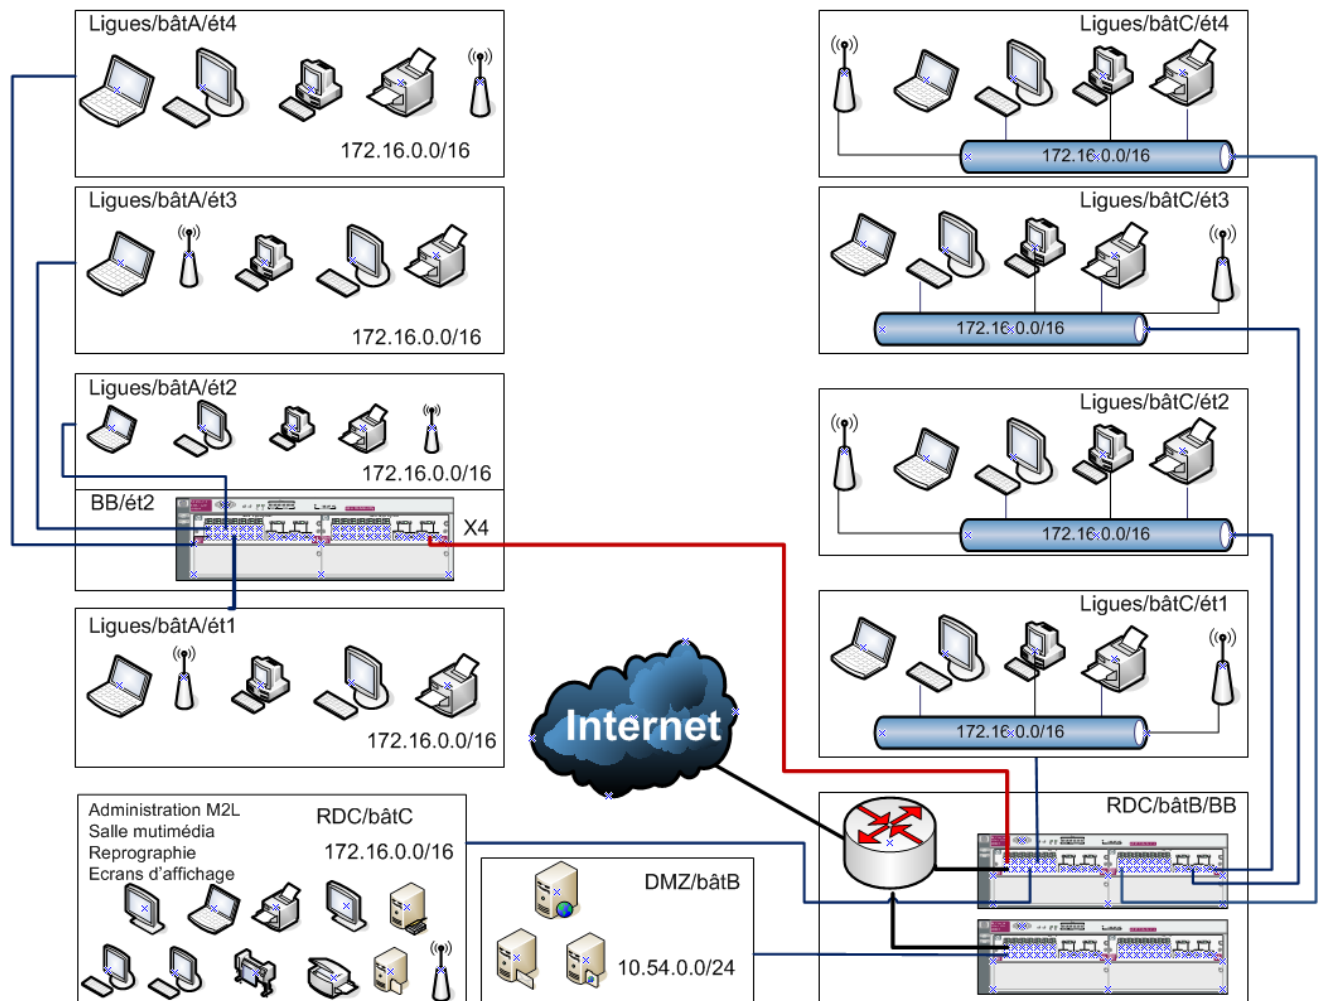 Ligues/bâtA/ét4
172.16.0.0/16
Ligues/bâtA/ét3
172.16.0.0/16
Ligues/bâtA/ét2
172.16.0.0/16
BB/ét2
X4
Ligues/bâtA/ét1
172.16.0.0/16
Administration M2L
Salle mutimédia
Reprographie
Ecrans d'affichage
RDC/bâtC
172.16.0.0/16
Internet
DMZ/bâtB
10.54.0.0/24
Ligues/bâtC/ét4
172.16.0.0/16
Ligues/bâtC/ét3
172.16.0.0/16
Ligues/bâtC/ét2
172.16.0.0/16
Ligues/bâtC/ét1
172.16.0.0/16
RDC/bâtB/BB